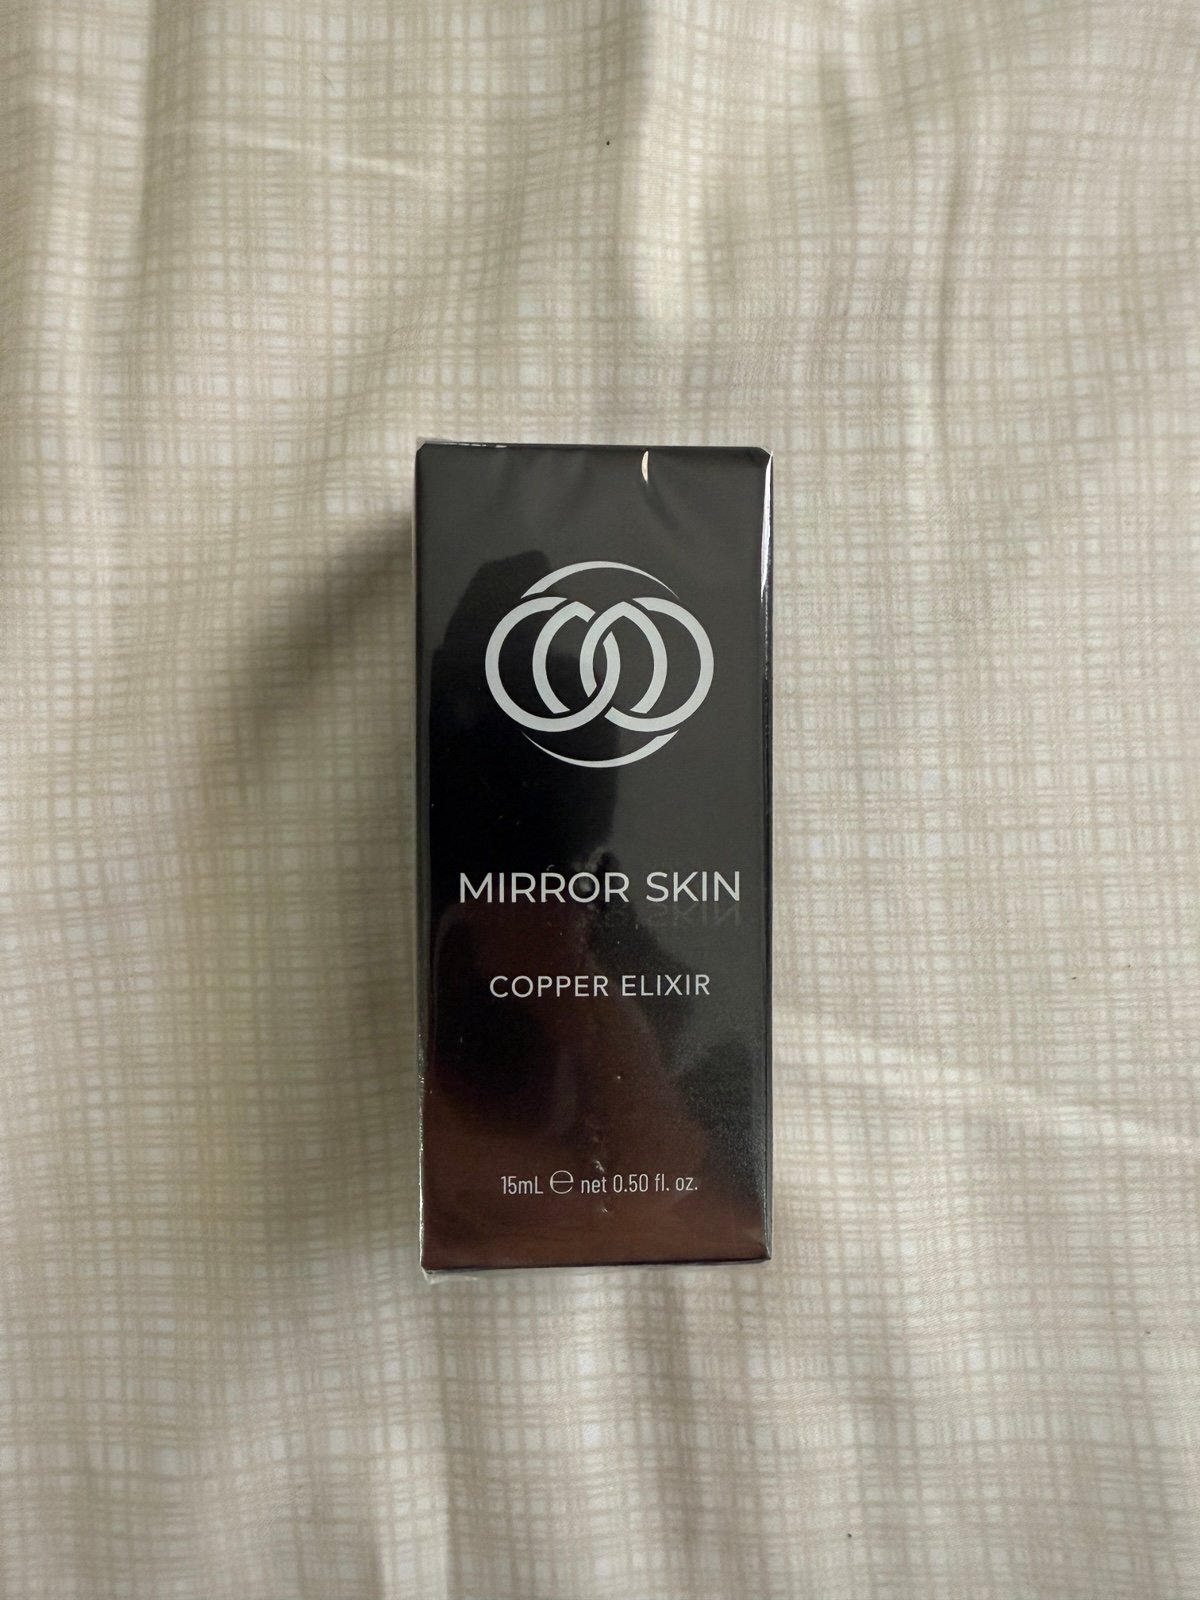 MIRROR SKIN
COPPER ELIXIR
15mL ℮ net 0.50 fl. oz.